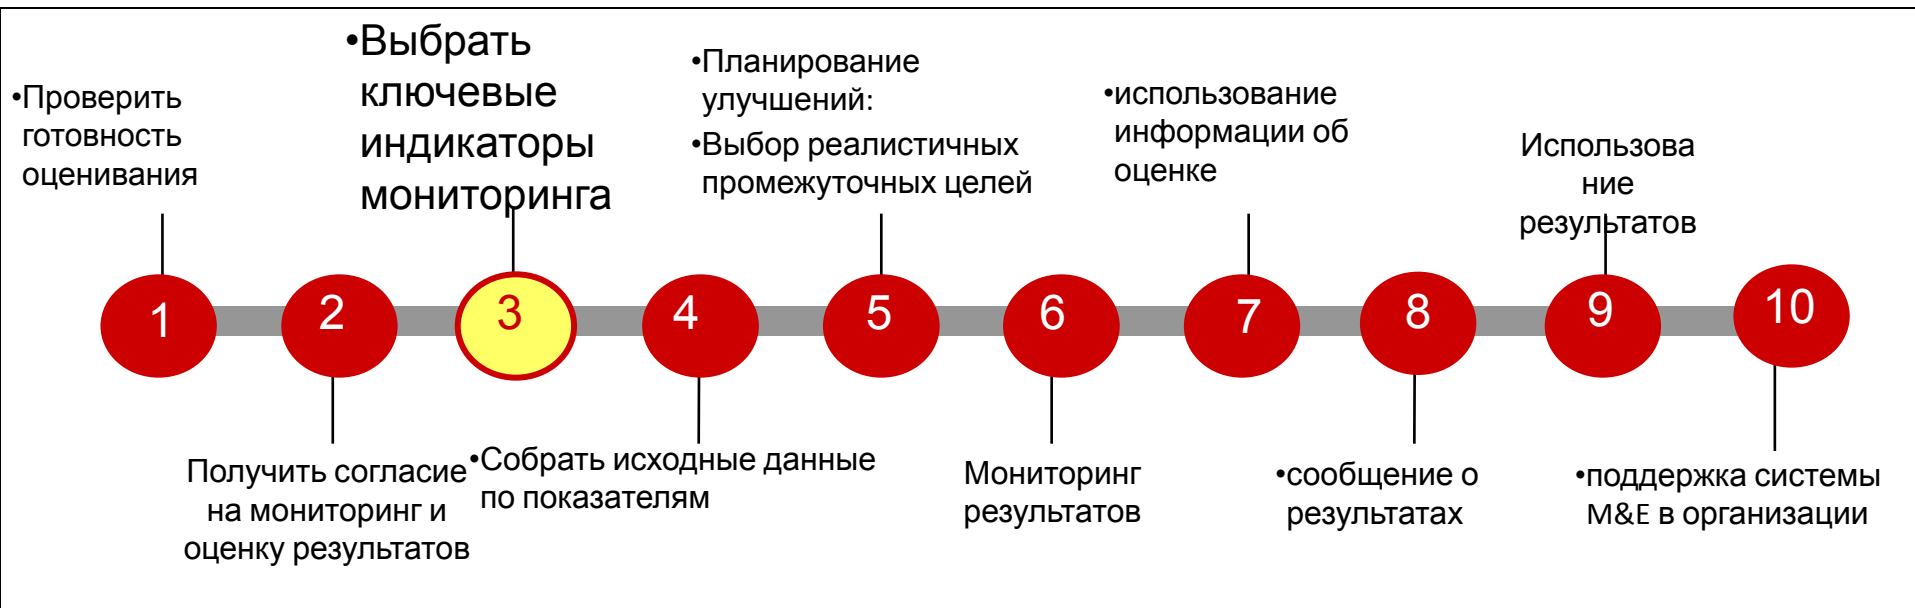 •Проверить
готовность
оценивания
•Выбрать
ключевые
индикаторы
мониторинга
•Планирование
улучшений:
•Выбор реалистичных
промежуточных целей
•использование
информации об
оценке
Использова
ние
результатов
1
2
3
4
5
6
7
8
9
10
Получить согласие
на мониторинг и
оценку результатов
•Собрать исходные данные
по показателям
Мониторинг
результатов
•сообщение о
результатах
•поддержка системы
M&E в организации